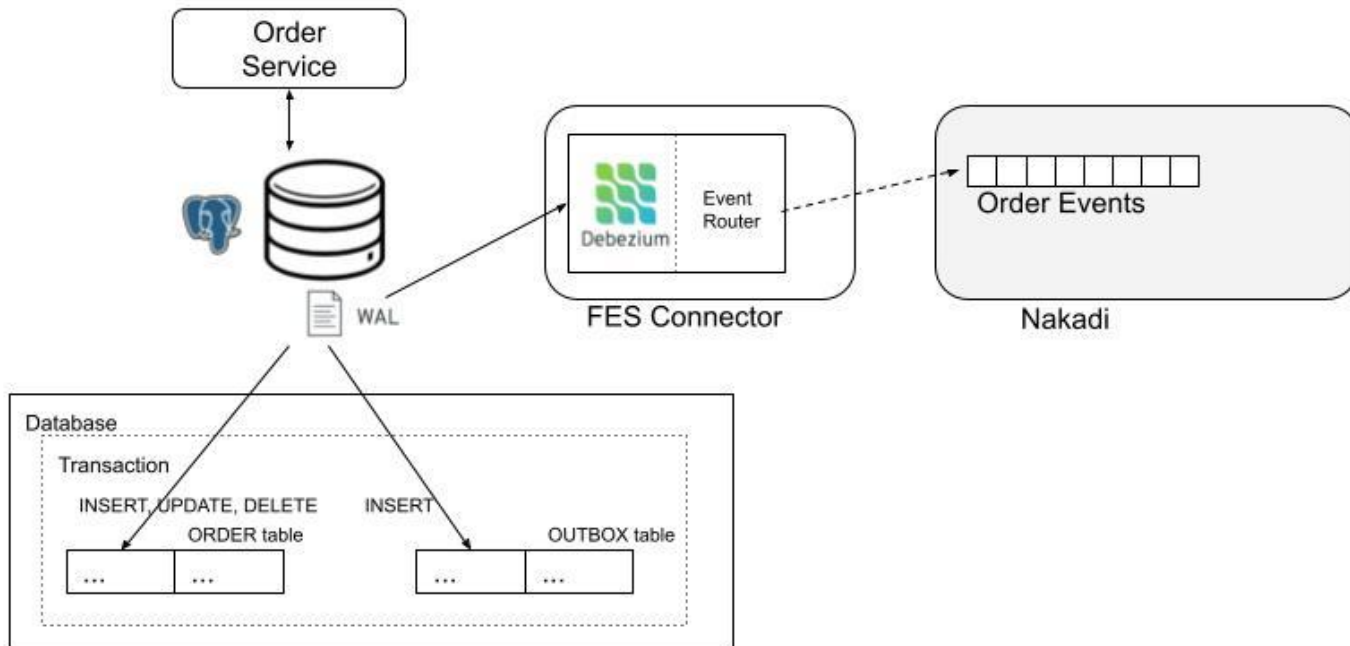 Order
Service
WAL
Debezium
Event
Router
FES Connector
Order Events
Nakadi
Database
Transaction
INSERT, UPDATE, DELETE
INSERT
ORDER table
OUTBOX table
... ...
... ...